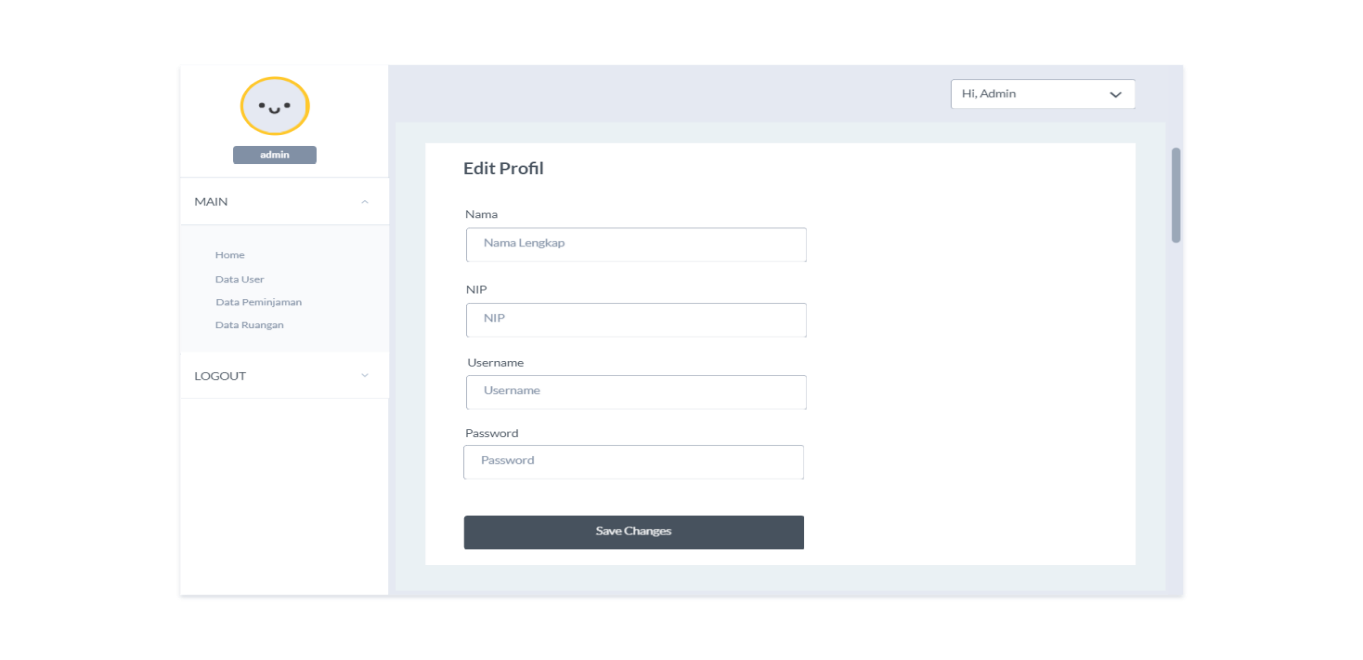 Hi, Admin
admin
MAIN
Home
Data User
Data Peminjaman
Data Ruangan
LOGOUT
Edit Profil
Nama
Nama Lengkap
NIP
NIP
Username
Username
Password
Password
Save Changes